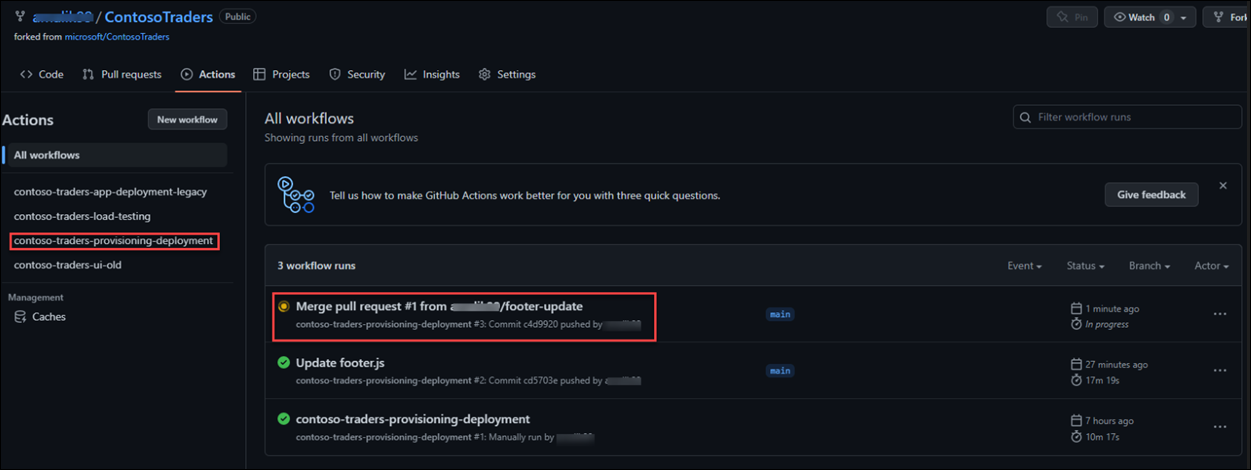 / ContosoTraders Public
Pin Watch 0 Fork
forked from microsoft/ContosoTraders
Code Pull requests Actions Projects Security Insights Settings
Actions New workflow
All workflows
contoso-traders-app-deployment-legacy
contoso-traders-load-testing
contoso-traders-provisioning-deployment
contoso-traders-ui-old
Management
Caches
All workflows
Showing runs from all workflows
Filter workflow runs
Tell us how to make GitHub Actions work better for you with three quick questions.
Give feedback
3 workflow runs
Event Status Branch Actor
Merge pull request #1 from /footer-update
contoso-traders-provisioning-deployment #3: Commit c4d9920 pushed by
main
1 minute ago
In progress
Update footer.js
contoso-traders-provisioning-deployment #2: Commit cd5703e pushed by
main
27 minutes ago
17m 19s
contoso-traders-provisioning-deployment
contoso-traders-provisioning-deployment #1: Manually run by
7 hours ago
10m 17s